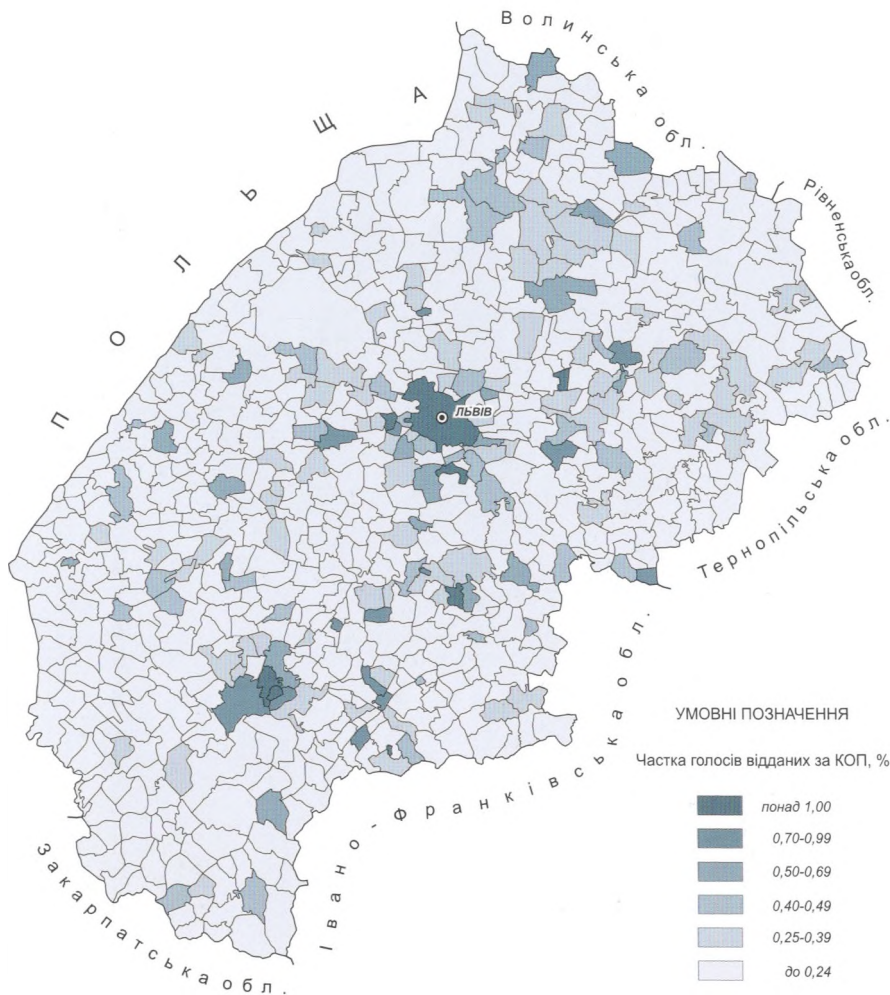 Волинська обл.
ПОЛЬЩА
Рівненська обл.
ЛЬВІВ
Тернопільська обл.
Івано-Франківська обл.
Закарпатська обл.
УМОВНІ ПОЗНАЧЕННЯ
Частка голосів відданих за КОП, %
понад 1,00
0,70-0,99
0,50-0,69
0,40-0,49
0,25-0,39
до 0,24